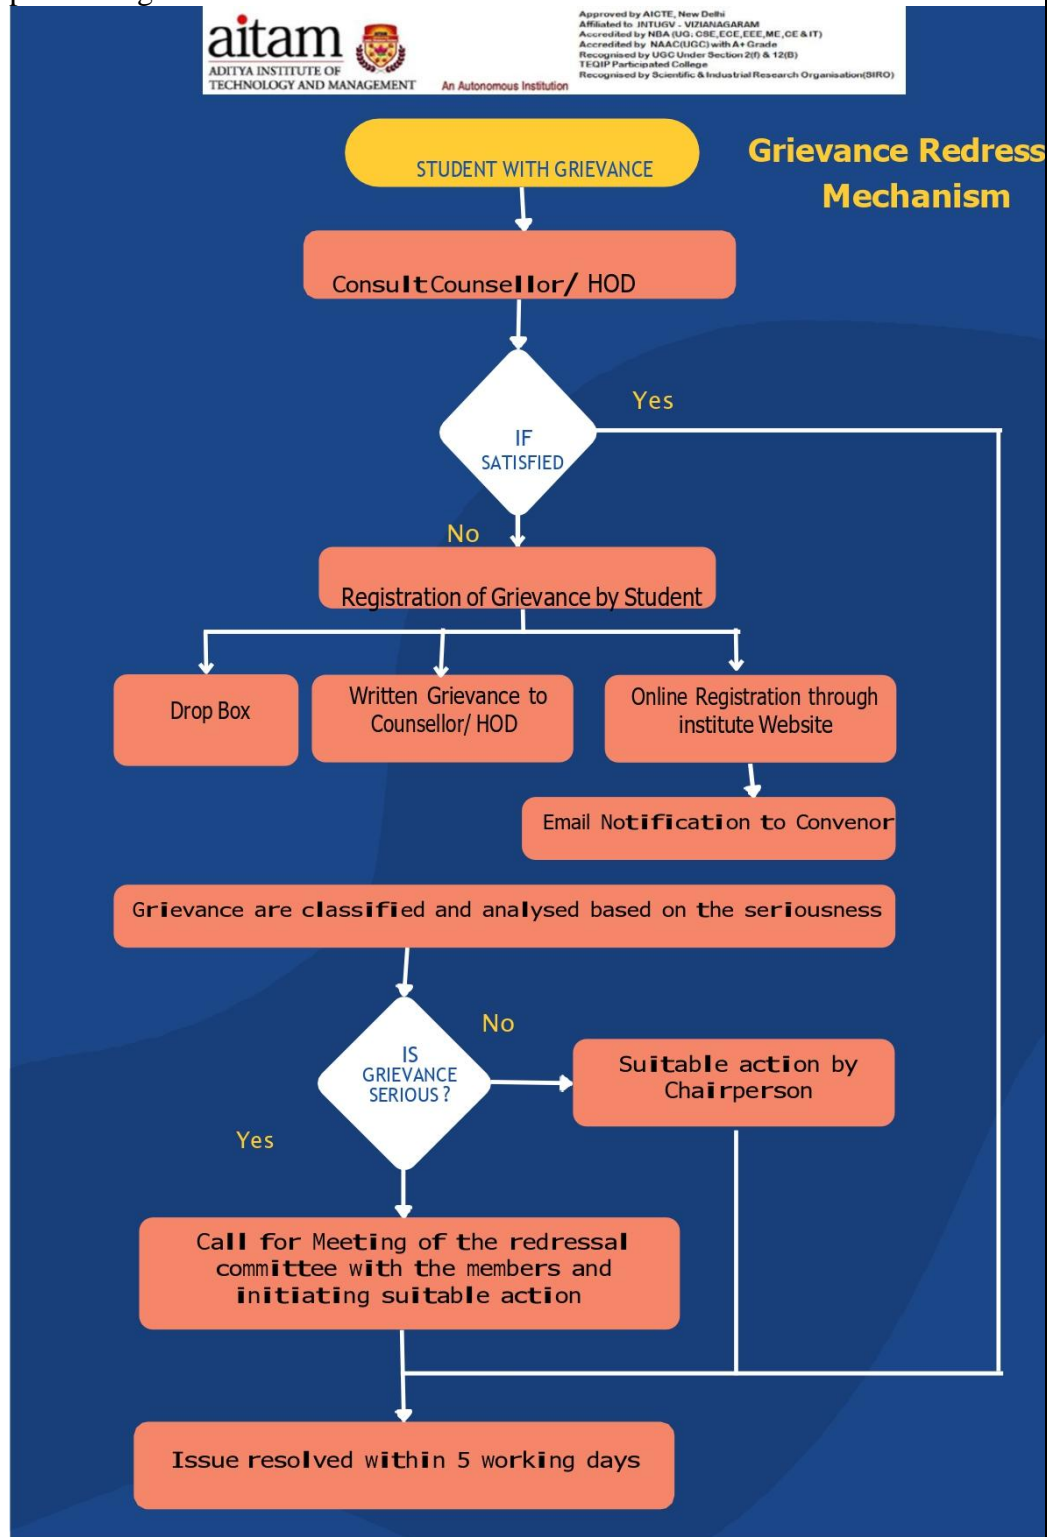 aitam
ADITYA INSTITUTE OF
TECHNOLOGY AND MANAGEMENT
An Autonomous Institution
Approved by AICTE, New Delhi
Affiliated to JNTUGV - VIZIANAGARAM
Accredited by NBA (UG: CSE,ECE,EEE,ME,CE & IT)
Accredited by NAAC(UGC) with A+ Grade
Recognised by UGC Under Section 2(f) & 12(B)
TEQIP Participated College
Recognised by Scientific & Industrial Research Organisation(SIRO)
Grievance Redress
Mechanism
STUDENT WITH GRIEVANCE
Consult Counsellor/ HOD
IF
SATISFIED
Yes
No
Registration of Grievance by Student
Drop Box
Written Grievance to
Counsellor/ HOD
Online Registration through
institute Website
Email Notification to Convenor
Grievance are classified and analysed based on the seriousness
IS
GRIEVANCE
SERIOUS ?
No
Suitable action by
Chairperson
Yes
Call for Meeting of the redressal
committee with the members and
initiating suitable action
Issue resolved within 5 working days